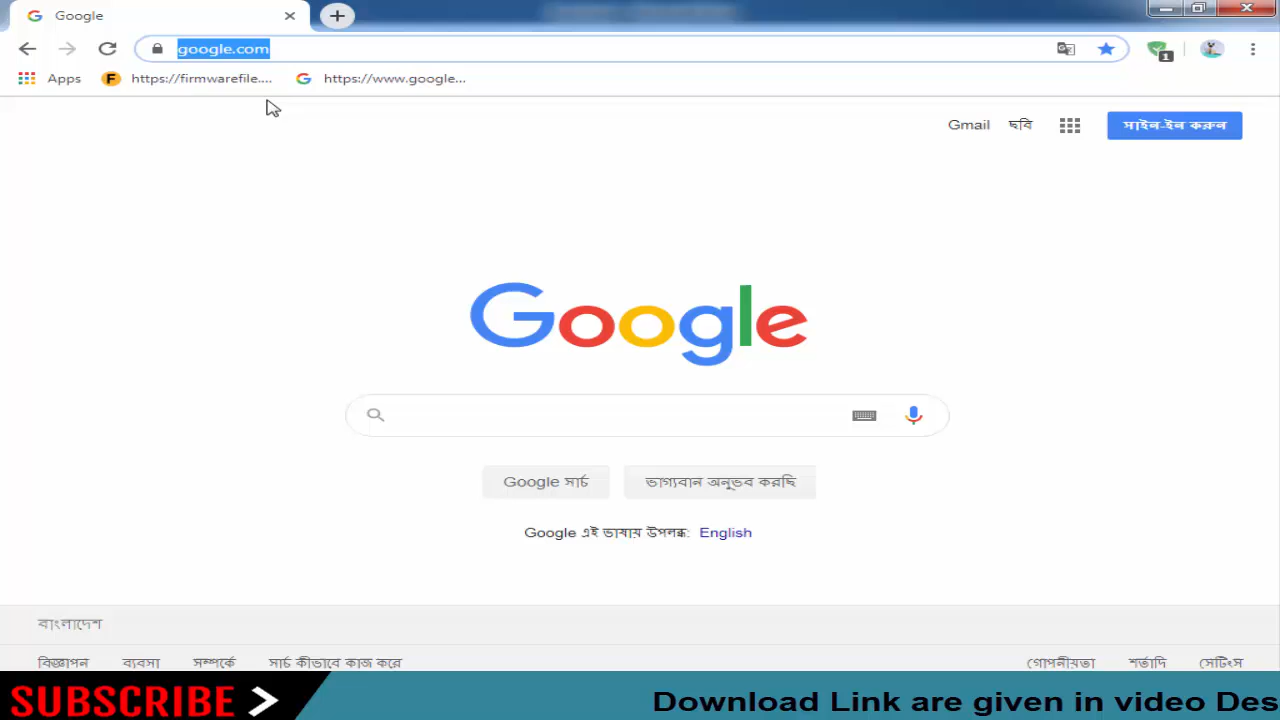 Google
google.com
1
Apps
F
https://firmwarefile....
https://www.google...
Gmail
ছবি
সাইন-ইন করুন
Google
Google সার্চ
ভাগ্যবান অনুভব করছি
Google এই ভাষায় উপলব্ধ: English
বাংলাদেশ
বিজ্ঞাপন
ব্যবসা
সম্পর্কে
সার্চ কীভাবে কাজ করে
গোপনীয়তা
শর্তাদি
সেটিংস
SUBSCRIBE
Download Link are given in video Des